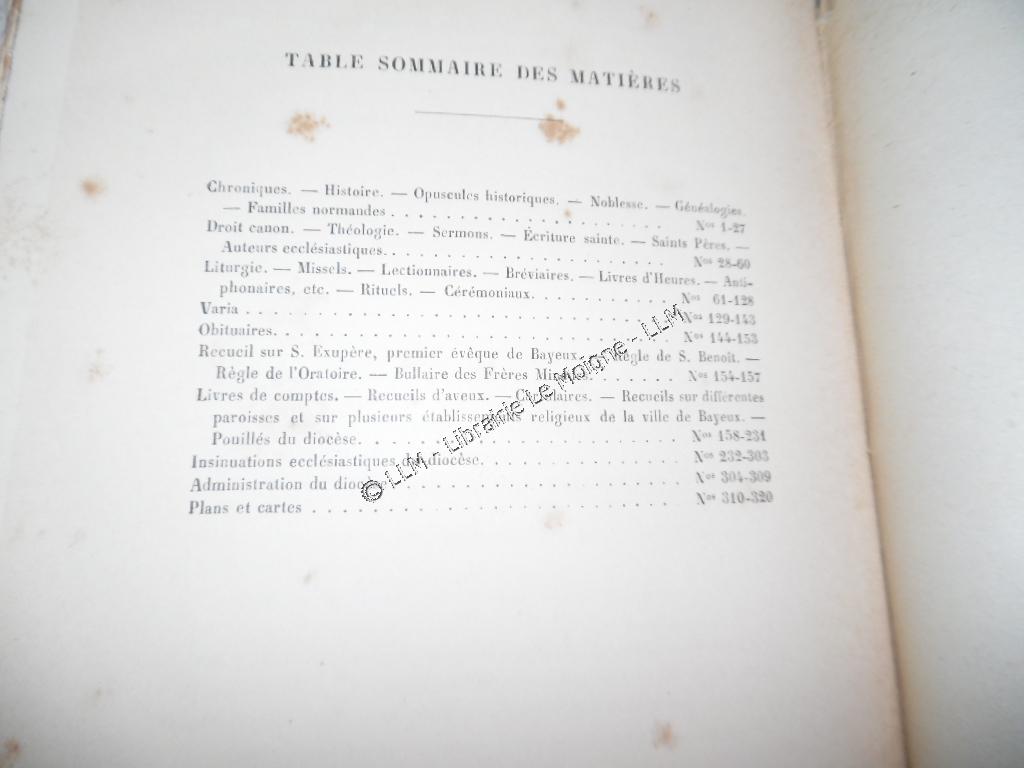 TABLE SOMMAIRE DES MATIÈRES
Chroniques. — Histoire. — Opuscules historiques. — Noblesse. — Généalogies.
— Familles normandes . . . . . . . . . . . . . . . . . . . Nos 1-27
Droit canon. — Théologie. — Sermons. — Écriture sainte. — Saints Pères. —
Auteurs ecclésiastiques. . . . . . . . . . . . . . . . . . . Nos 28-60
Liturgie. — Missels. — Lectionnaires. — Bréviaires. — Livres d'Heures. — Anti-
phonaires, etc. — Rituels. — Cérémoniaux. . . . . . . . . . . Nos 61-128
Varia . . . . . . . . . . . . . . . . . . . . . . . . . . Nos 129-143
Obituaires. . . . . . . . . . . . . . . . . . . . . . . . . Nos 144-153
Recueil sur S. Exupère, premier évêque de Bayeux. — Règle de S. Benoît. —
Règle de l'Oratoire. — Bullaire des Frères Mineurs. . . . . . . Nos 154-157
Livres de comptes. — Recueils d'aveux. — Cartulaires. — Recueils sur différentes
paroisses et sur plusieurs établissements religieux de la ville de Bayeux. —
Pouillés du diocèse. . . . . . . . . . . . . . . . . . . . . Nos 158-231
Insinuations ecclésiastiques du diocèse. . . . . . . . . . . . . Nos 232-303
Administration du diocèse . . . . . . . . . . . . . . . . . . Nos 304-309
Plans et cartes . . . . . . . . . . . . . . . . . . . . . . Nos 310-320
© LLM - Librairie Le Moigne - LLM